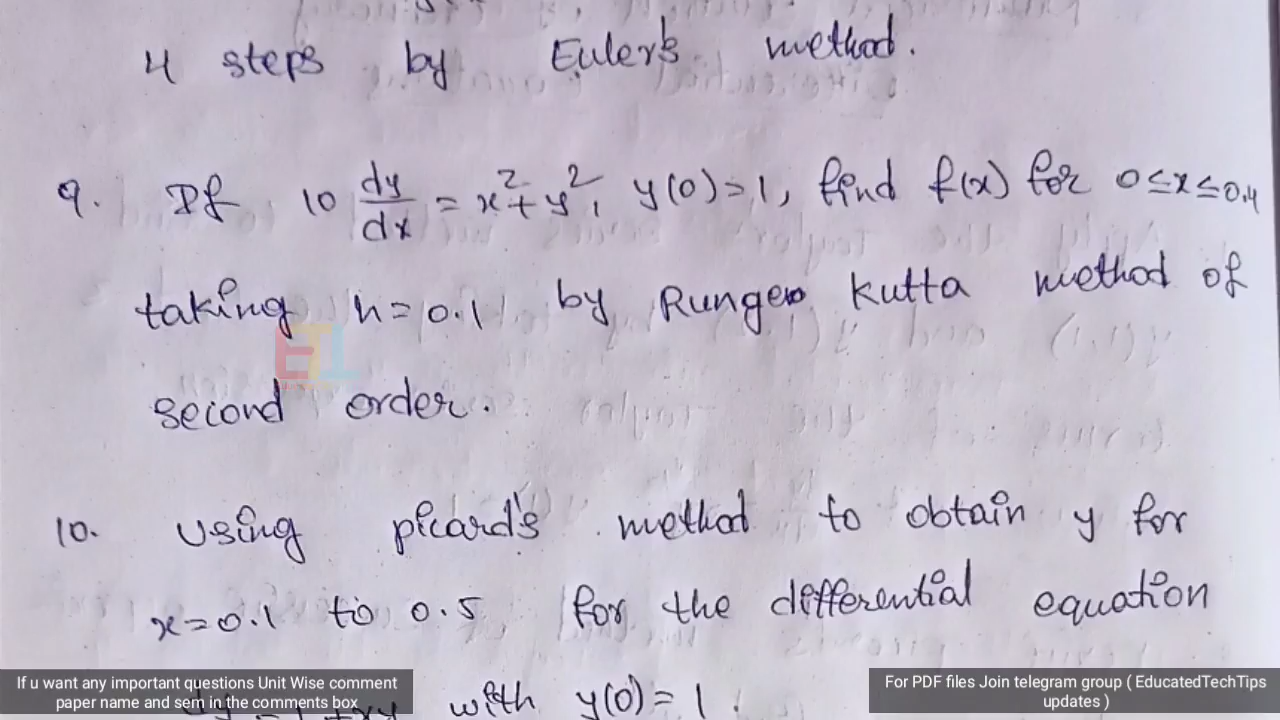 4 steps by Euler's method.
9. If 10 dy/dx = x²+y², y(0)=1, find f(x) for 0≤x≤0.4
taking h=0.1 by Runge kutta method of
second order.
10. Using picard's method to obtain y for
x=0.1 to 0.5 for the differential equation
with y(0)=1.
If u want any important questions Unit Wise comment
paper name and sem in the comments box
For PDF files Join telegram group ( EducatedTechTips
updates )